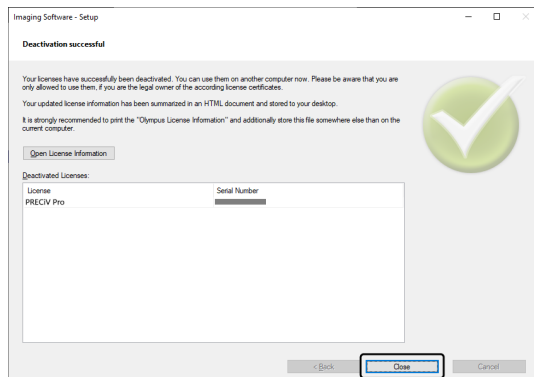 Imaging Software - Setup
Deactivation successful
Your licenses have successfully been deactivated. You can use them on another computer now. Please be aware that you are
only allowed to use them, if you are the legal owner of the according license certificates.
Your updated license information has been summarized in an HTML document and stored to your desktop.
It is strongly recommended to print the "Olympus License Information" and additionally store this file somewhere else than on the
current computer.
Open License Information
Deactivated Licenses:
License Serial Number
PRECiV Pro
< Back Close Cancel